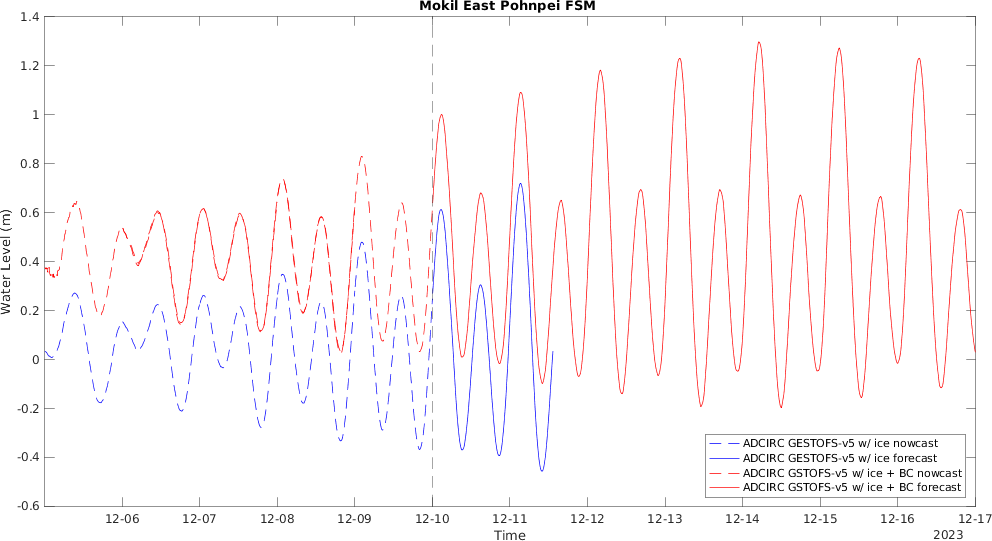 Mokil East Pohnpei FSM
1.4
1.2
1
0.8
0.6
0.4
0.2
0
-0.2
-0.4
-0.6
Water Level (m)
12-06 12-07 12-08 12-09 12-10 12-11 12-12 12-13 12-14 12-15 12-16 12-17
Time
2023
ADCIRC GESTOFS-v5 w/ ice nowcast
ADCIRC GESTOFS-v5 w/ ice forecast
ADCIRC GSTOFS-v5 w/ ice + BC nowcast
ADCIRC GSTOFS-v5 w/ ice + BC forecast